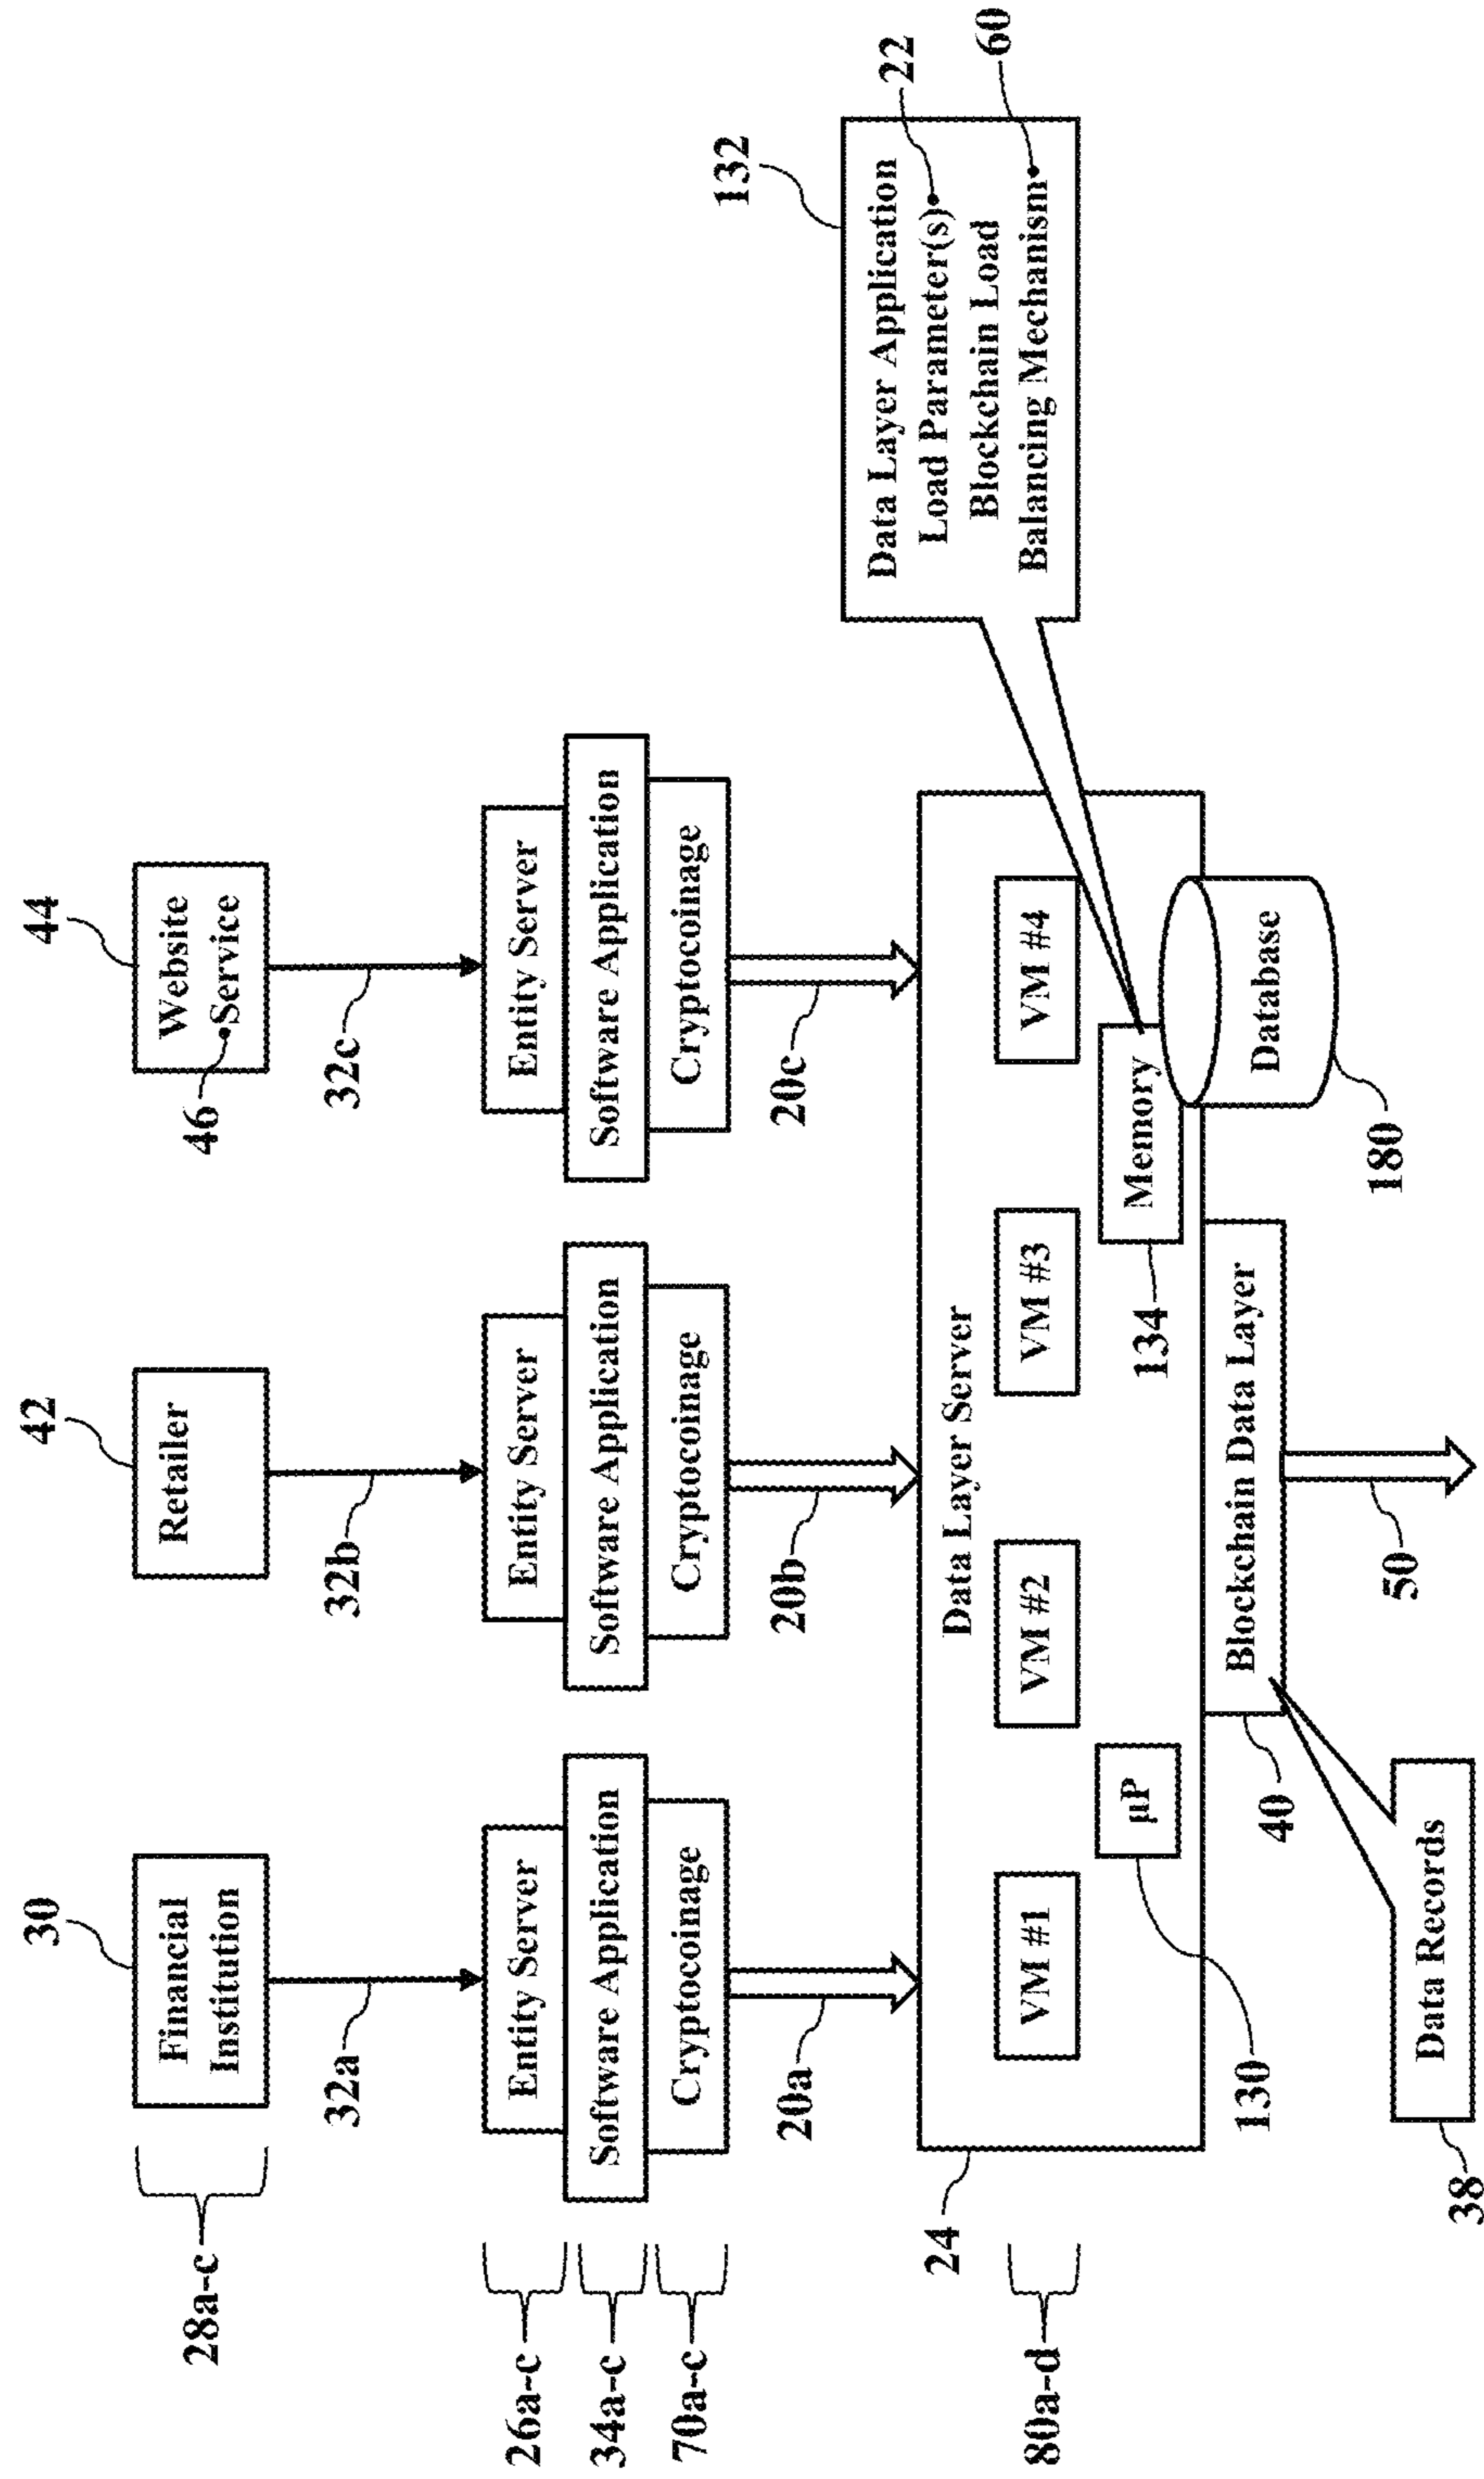 28a-c
30
Financial
Institution
42
Retailer
44
Website
Service
46
32a
32b
32c
26a-c
Entity Server
Entity Server
Entity Server
34a-c
Software Application
Software Application
Software Application
70a-c
Cryptocoinage
Cryptocoinage
Cryptocoinage
20a
20b
20c
132
Data Layer Application
Load Parameter(s)
22
Blockchain Load
Balancing Mechanism
60
24
Data Layer Server
80a-d
VM #1
VM #2
VM #3
VM #4
130
µP
134
Memory
Database
180
40
Blockchain Data Layer
50
38
Data Records